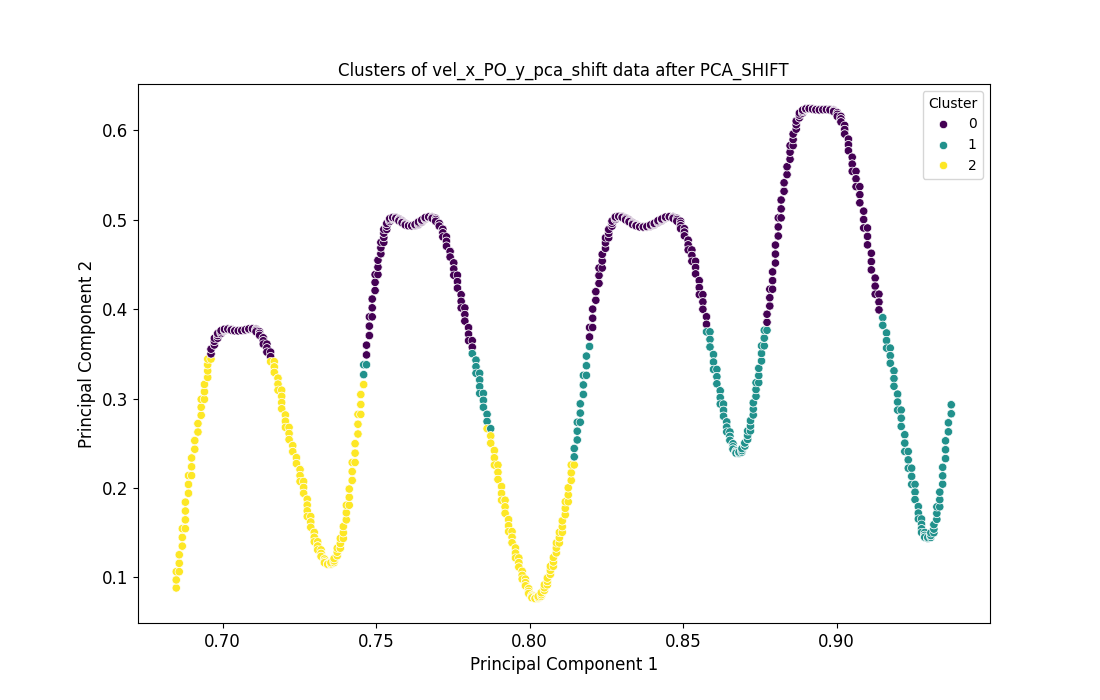 Clusters of vel_x_PO_y_pca_shift data after PCA_SHIFT
Cluster
0
1
2
0.6
0.5
0.4
0.3
0.2
0.1
Principal Component 2
0.70 0.75 0.80 0.85 0.90
Principal Component 1